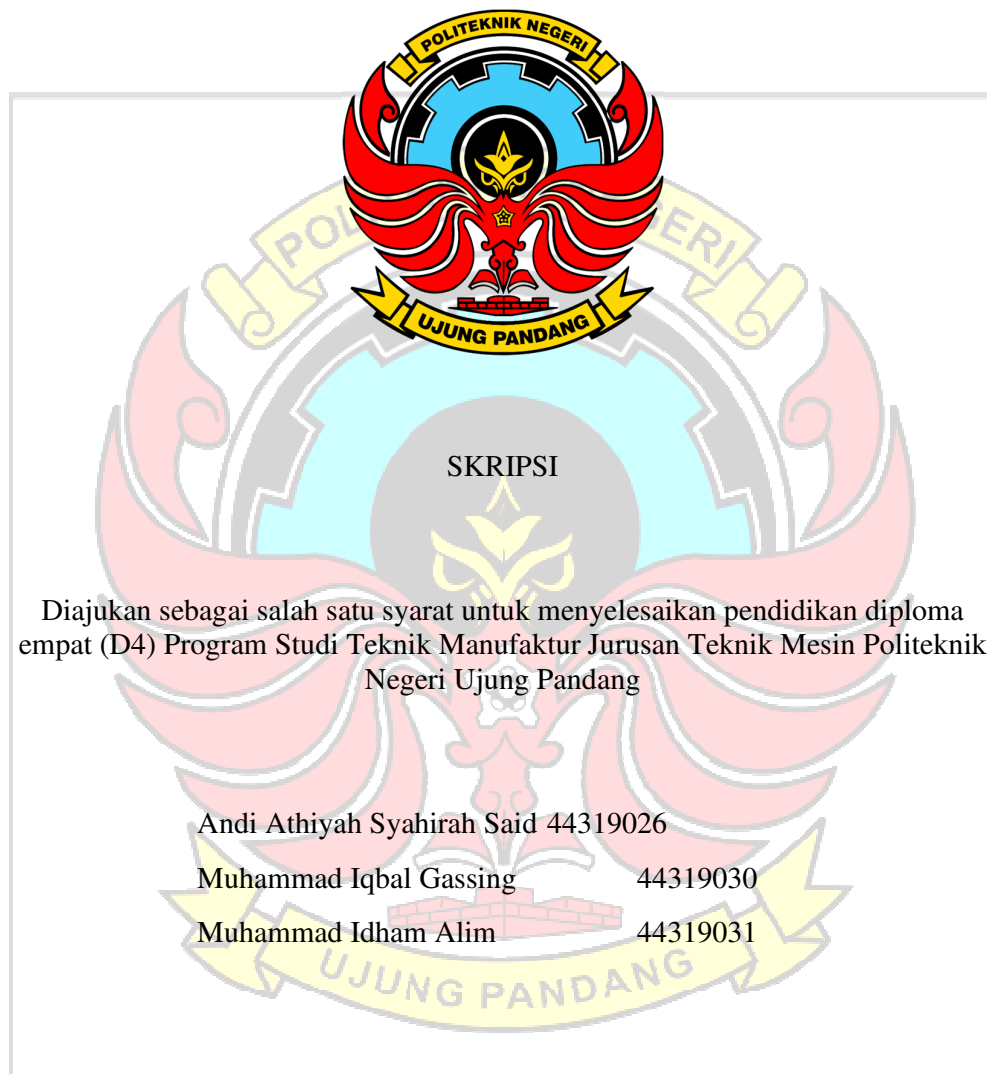 POLITEKNIK NEGERI
UJUNG PANDANG
SKRIPSI
Diajukan sebagai salah satu syarat untuk menyelesaikan pendidikan diploma
empat (D4) Program Studi Teknik Manufaktur Jurusan Teknik Mesin Politeknik
Negeri Ujung Pandang
Andi Athiyah Syahirah Said 44319026
Muhammad Iqbal Gassing 44319030
Muhammad Idham Alim 44319031
UJUNG PANDANG